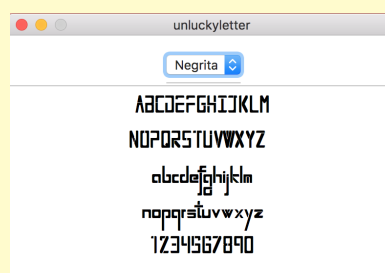 unluckyletter
Negrita
ABCDEFGHIJKLM
NOPQRSTUVWXYZ
abcdefghijklm
nopqrstuvwxyz
1234567890